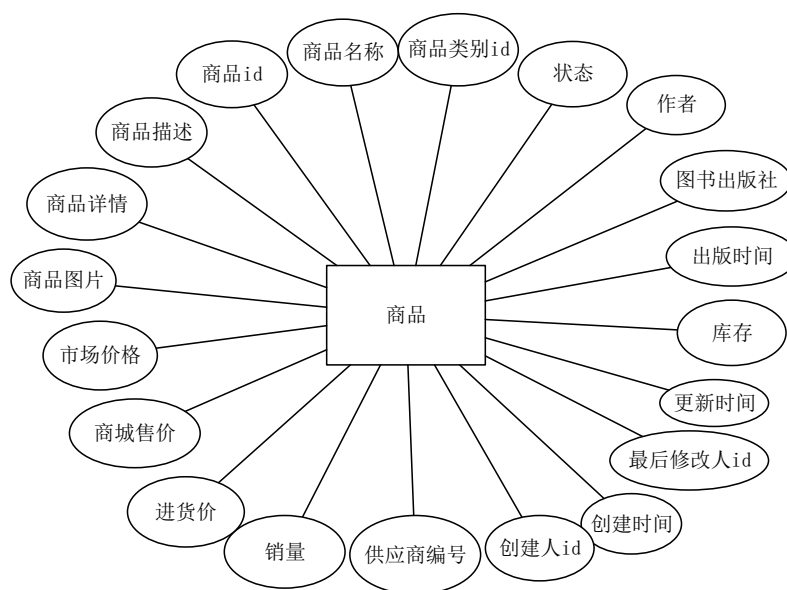 商品名称
商品类别id
商品id
状态
作者
商品描述
图书出版社
商品详情
出版时间
商品图片
商品
库存
市场价格
更新时间
商城售价
最后修改人id
进货价
创建时间
销量
供应商编号
创建人id